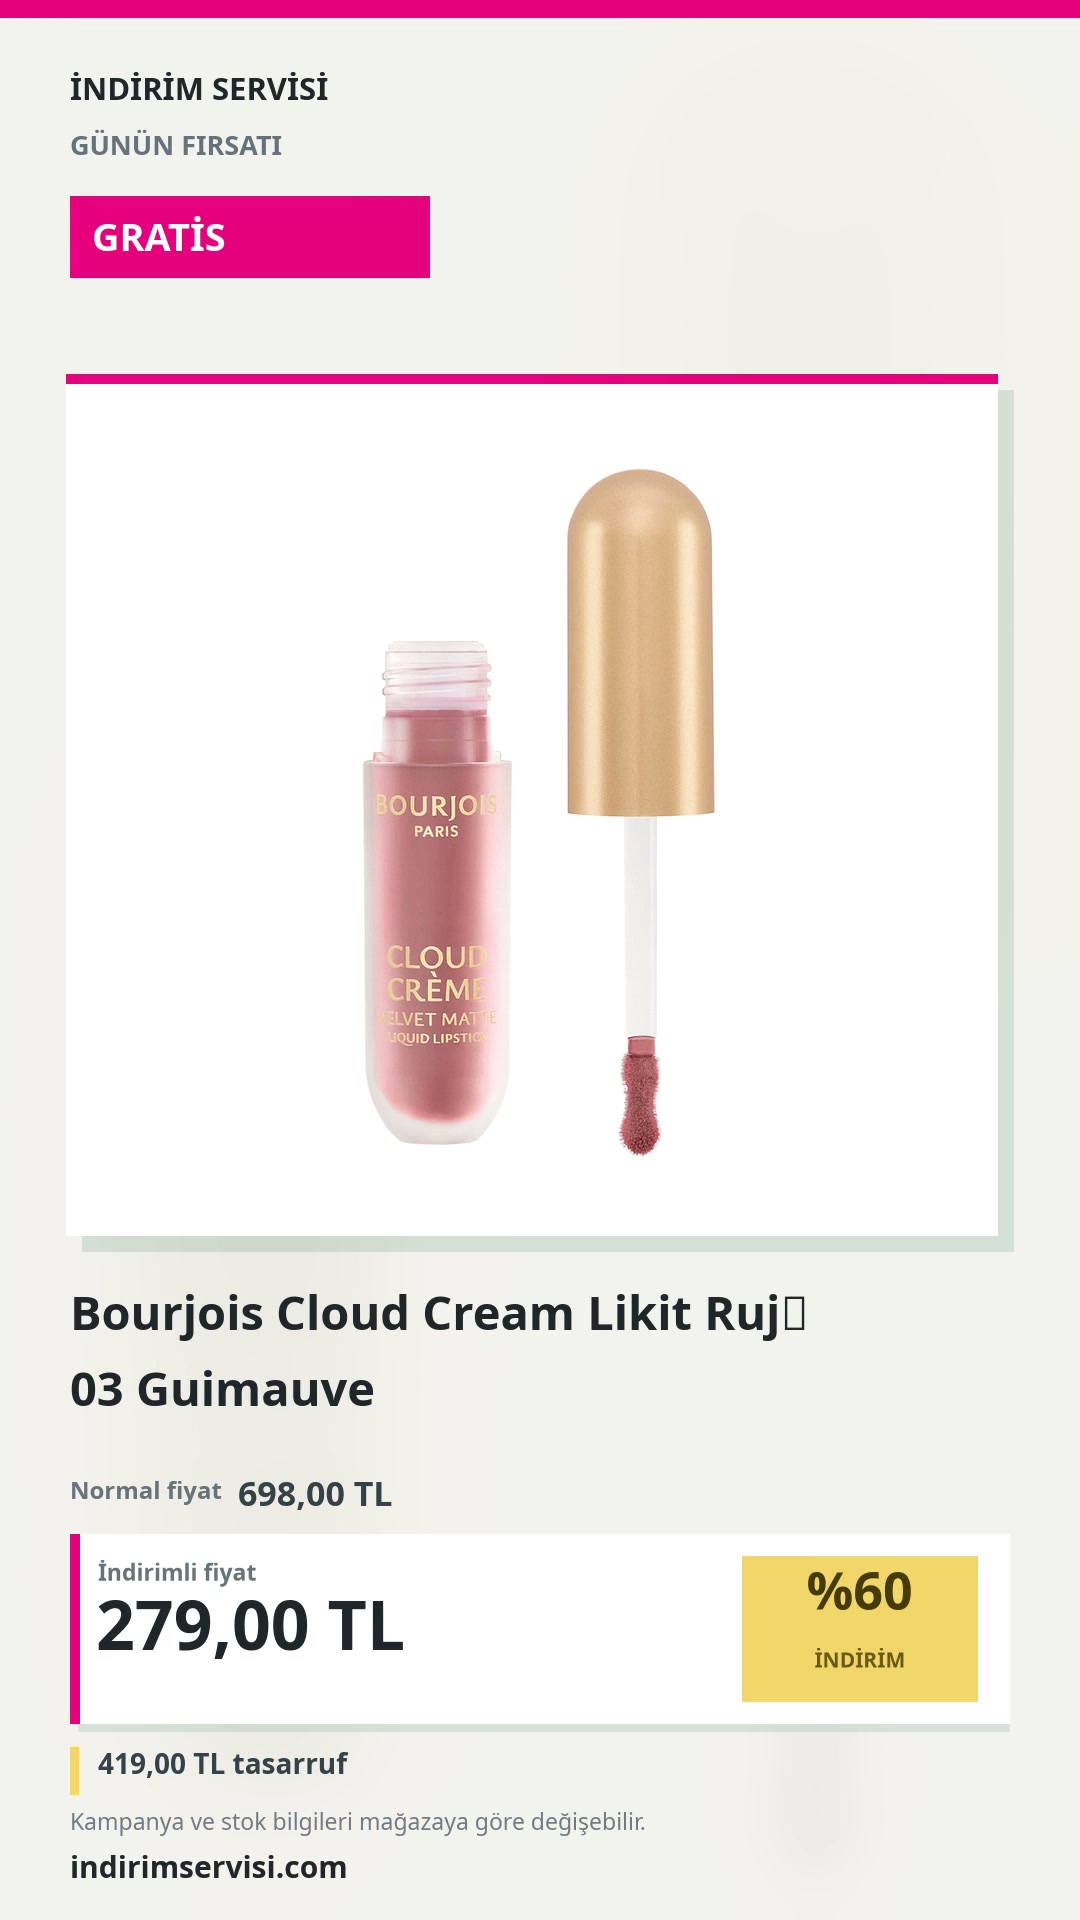 İNDİRİM SERVİSİ
GÜNÜN FIRSATI
GRATİS
BOURJOIS
PARIS
CLOUD
CRÈME
VELVET MATTE
LIQUID LIPSTICK
Bourjois Cloud Cream Likit Ruj
03 Guimauve
Normal fiyat 698,00 TL
İndirimli fiyat
279,00 TL
%60
İNDİRİM
419,00 TL tasarruf
Kampanya ve stok bilgileri mağazaya göre değişebilir.
indirimservisi.com